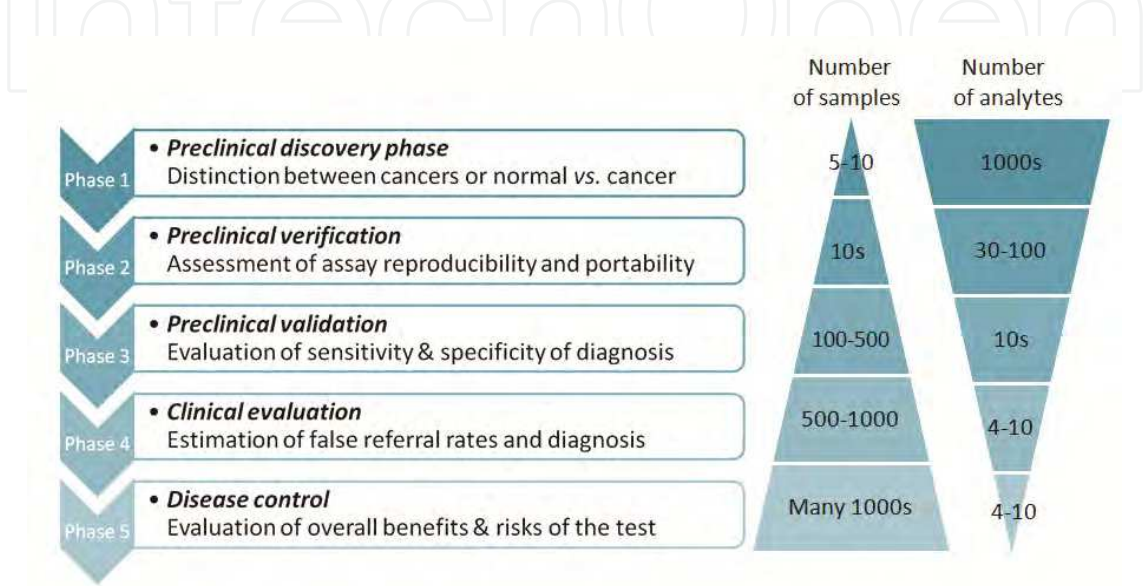 IntechOpen
Number
of samples
Number
of analytes
Phase 1
• Preclinical discovery phase
Distinction between cancers or normal vs. cancer
5-10
1000s
Phase 2
• Preclinical verification
Assessment of assay reproducibility and portability
10s
30-100
Phase 3
• Preclinical validation
Evaluation of sensitivity & specificity of diagnosis
100-500
10s
Phase 4
• Clinical evaluation
Estimation of false referral rates and diagnosis
500-1000
4-10
Phase 5
• Disease control
Evaluation of overall benefits & risks of the test
Many 1000s
4-10